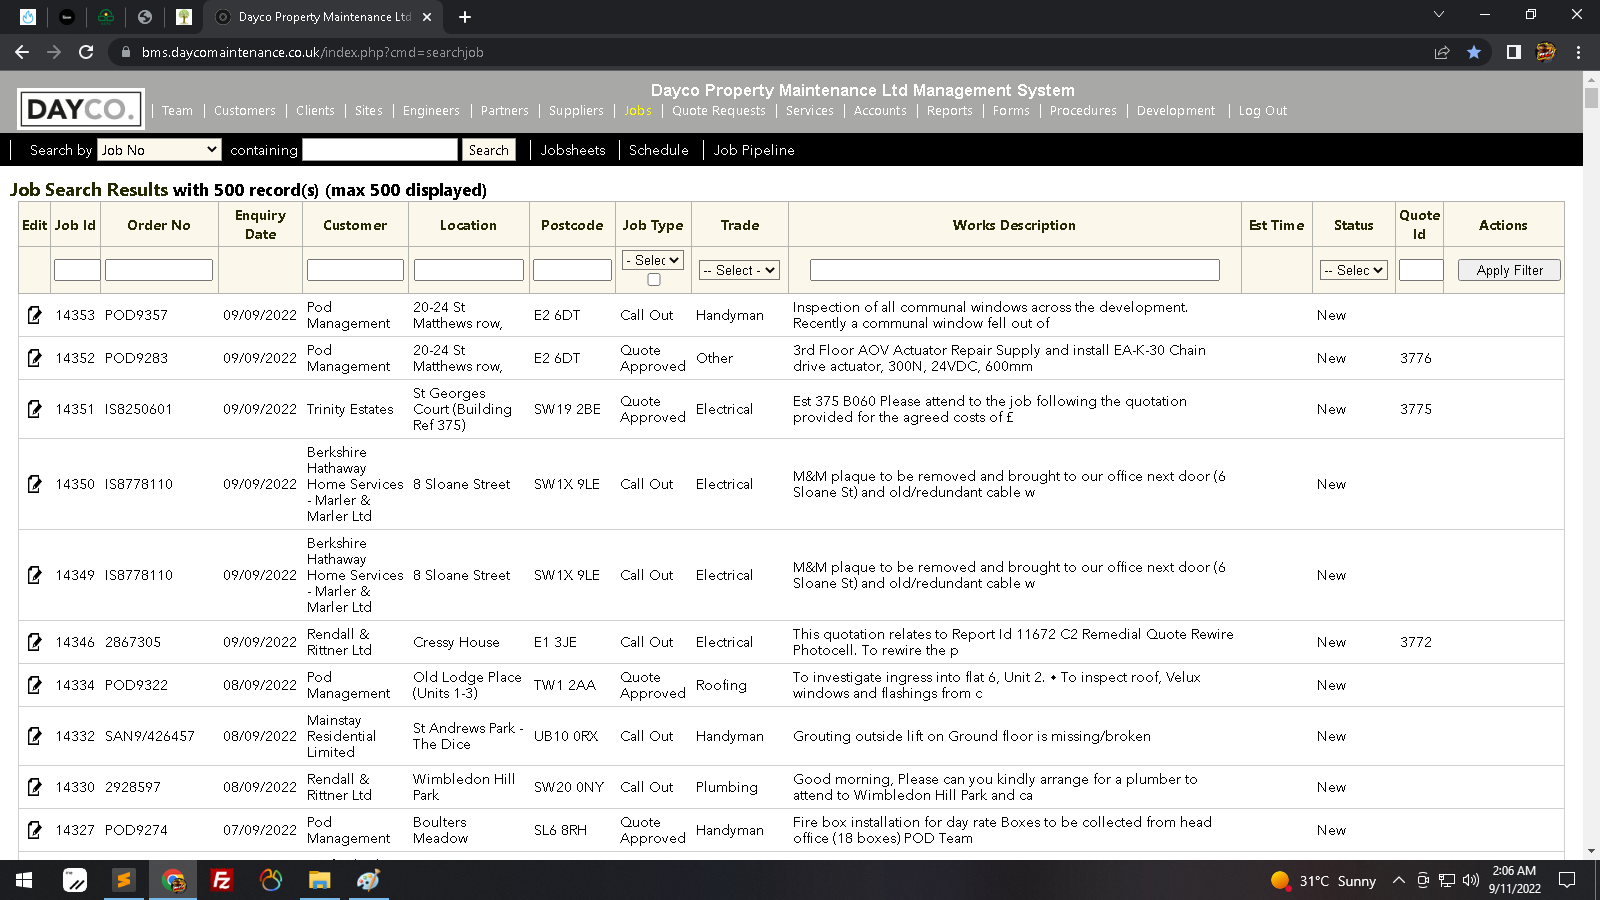 Dayco Property Maintenance Ltd
bms.daycomaintenance.co.uk/index.php?cmd=searchjob
DAYCO.
Dayco Property Maintenance Ltd Management System
Team Customers Clients Sites Engineers Partners Suppliers Jobs Quote Requests Services Accounts Reports Forms Procedures Development Log Out
Search by Job No containing Search Jobsheets Schedule Job Pipeline
Job Search Results with 500 record(s) (max 500 displayed)
Edit Job Id Order No Enquiry Date Customer Location Postcode Job Type Trade Works Description Est Time Status Quote Id Actions
- Selec -- Select - -- Selec Apply Filter
14353 POD9357 09/09/2022 Pod Management 20-24 St Matthews row, E2 6DT Call Out Handyman Inspection of all communal windows across the development. Recently a communal window fell out of New
14352 POD9283 09/09/2022 Pod Management 20-24 St Matthews row, E2 6DT Quote Approved Other 3rd Floor AOV Actuator Repair Supply and install EA-K-30 Chain drive actuator, 300N, 24VDC, 600mm New 3776
14351 IS8250601 09/09/2022 Trinity Estates St Georges Court (Building Ref 375) SW19 2BE Quote Approved Electrical Est 375 B060 Please attend to the job following the quotation provided for the agreed costs of £ New 3775
14350 IS8778110 09/09/2022 Berkshire Hathaway Home Services - Marler & Marler Ltd 8 Sloane Street SW1X 9LE Call Out Electrical M&M plaque to be removed and brought to our office next door (6 Sloane St) and old/redundant cable w New
14349 IS8778110 09/09/2022 Berkshire Hathaway Home Services - Marler & Marler Ltd 8 Sloane Street SW1X 9LE Call Out Electrical M&M plaque to be removed and brought to our office next door (6 Sloane St) and old/redundant cable w New
14346 2867305 09/09/2022 Rendall & Rittner Ltd Cressy House E1 3JE Call Out Electrical This quotation relates to Report Id 11672 C2 Remedial Quote Rewire Photocell. To rewire the p New 3772
14334 POD9322 08/09/2022 Pod Management Old Lodge Place (Units 1-3) TW1 2AA Quote Approved Roofing To investigate ingress into flat 6, Unit 2. • To inspect roof, Velux windows and flashings from c New
14332 SAN9/426457 08/09/2022 Mainstay Residential Limited St Andrews Park - The Dice UB10 0RX Call Out Handyman Grouting outside lift on Ground floor is missing/broken New
14330 2928597 08/09/2022 Rendall & Rittner Ltd Wimbledon Hill Park SW20 0NY Call Out Plumbing Good morning, Please can you kindly arrange for a plumber to attend to Wimbledon Hill Park and ca New
14327 POD9274 07/09/2022 Pod Management Boulters Meadow SL6 8RH Quote Approved Handyman Fire box installation for day rate Boxes to be collected from head office (18 boxes) POD Team New
31°C Sunny
2:06 AM
9/11/2022